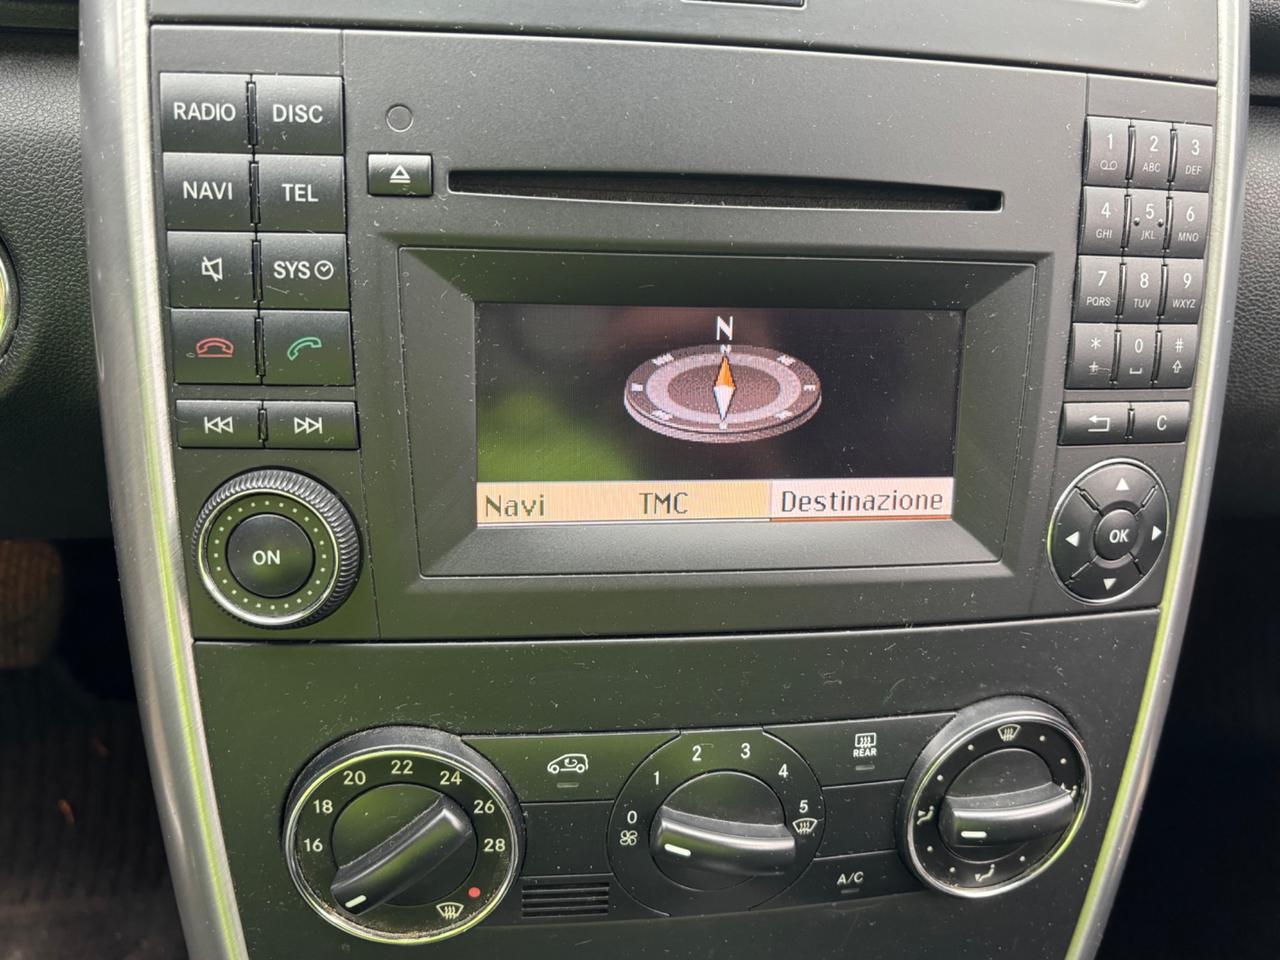 RADIO DISC
NAVI TEL
SYS
ON
N
N
E
Navi TMC Destinazione
1 2 3
ABC DEF
4 5 6
GHI JKL MNO
7 8 9
PQRS TUV WXYZ
* 0 #
C
OK
16 18 20 22 24 26 28
0 1 2 3 4 5
REAR
A/C